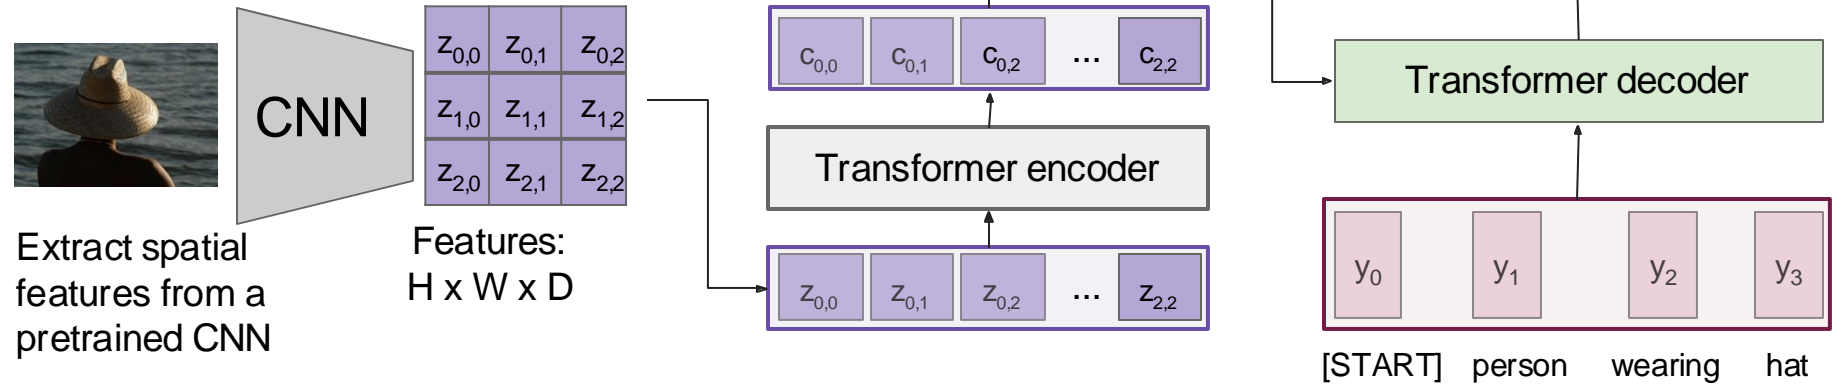 CNN
z0,0 z0,1 z0,2
z1,0 z1,1 z1,2
z2,0 z2,1 z2,2
Extract spatial
features from a
pretrained CNN
Features:
H x W x D
c0,0 c0,1 c0,2 ... c2,2
Transformer encoder
z0,0 z0,1 z0,2 ... z2,2
Transformer decoder
y0 y1 y2 y3
[START] person wearing hat